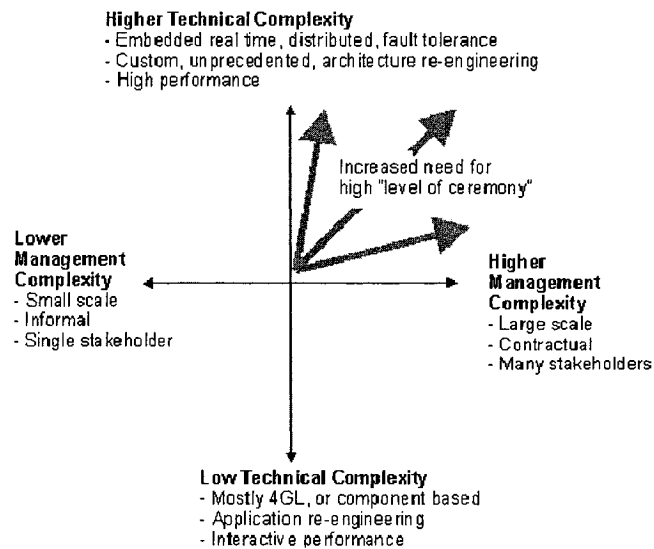 Higher Technical Complexity
- Embedded real time, distributed, fault tolerance
- Custom, unprecedented, architecture re-engineering
- High performance
Increased need for
high "level of ceremony"
Lower
Management
Complexity
- Small scale
- Informal
- Single stakeholder
Higher
Management
Complexity
- Large scale
- Contractual
- Many stakeholders
Low Technical Complexity
- Mostly 4GL, or component based
- Application re-engineering
- Interactive performance